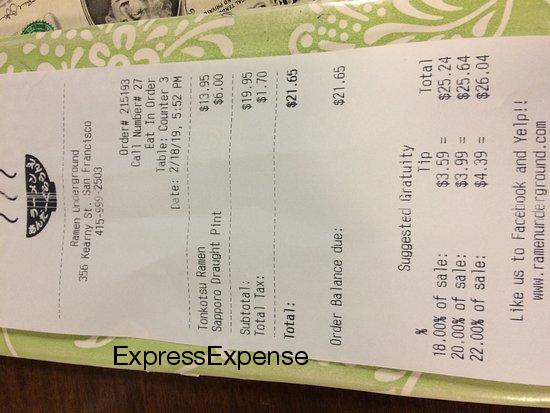 Ramen Underground
356 Kearny St. San Francisco
415-999-2503
Order# 215193
Call Number# 27
Eat In Order
Table: Counter 3
Date: 2/18/19, 5:52 PM
Tonkotsu Ramen $13.95
Sapporo Draught Pint $6.00
Subtotal: $19.95
Total Tax: $1.70
Total: $21.65
Order Balance due: $21.65
Suggested Gratuity
% Tip Total
18.00% of sale: $3.59 = $25.24
20.00% of sale: $3.99 = $25.64
22.00% of sale: $4.39 = $26.04
Like us to Facebook and Yelp!!
www.ramenunderground.com
ExpressExpense